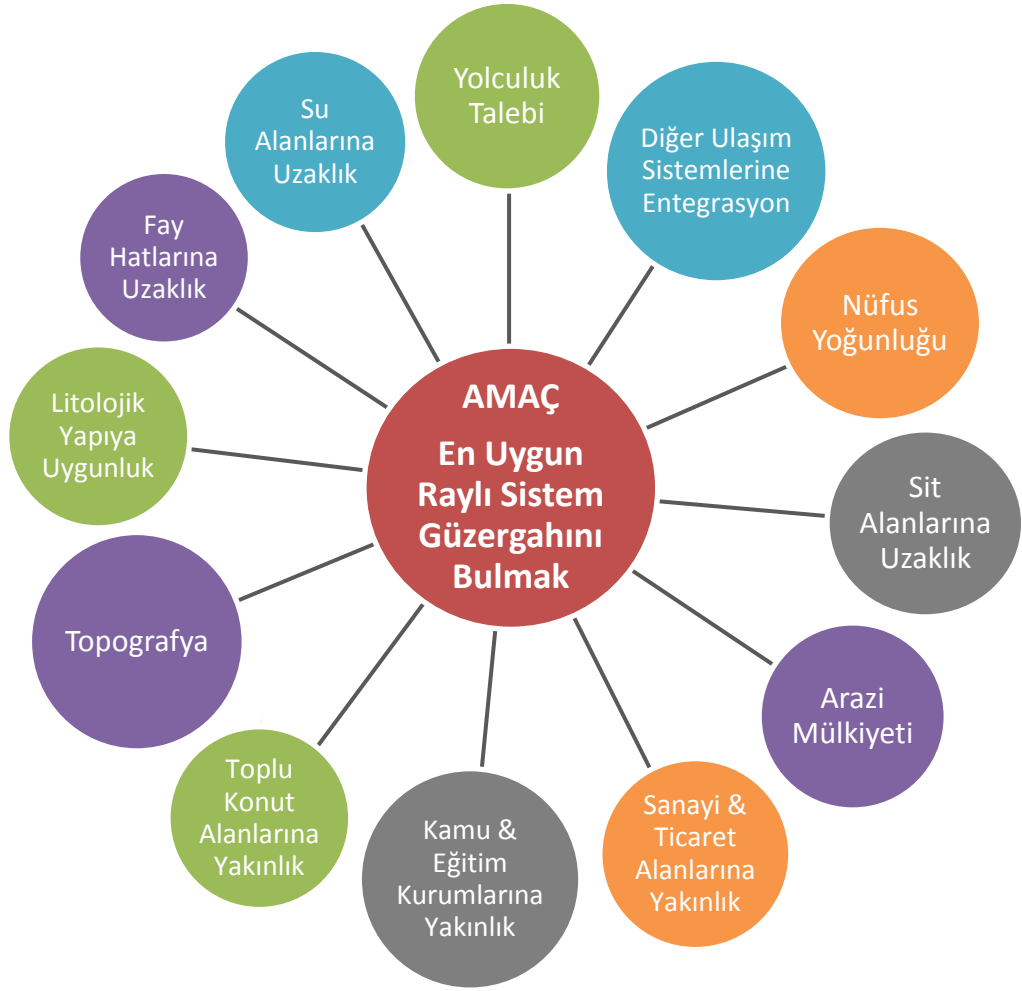 AMAÇ
En Uygun
Raylı Sistem
Güzergahını
Bulmak
Yolculuk
Talebi
Diğer Ulaşım
Sistemlerine
Entegrasyon
Nüfus
Yoğunluğu
Sit
Alanlarına
Uzaklık
Arazi
Mülkiyeti
Sanayi &
Ticaret
Alanlarına
Yakınlık
Kamu &
Eğitim
Kurumlarına
Yakınlık
Toplu
Konut
Alanlarına
Yakınlık
Topografya
Litolojik
Yapıya
Uygunluk
Fay
Hatlarına
Uzaklık
Su
Alanlarına
Uzaklık